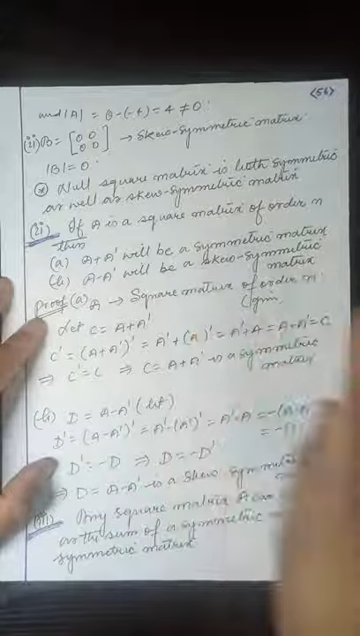 (56)
and |A| = 0-(-4) = 4 ≠ 0.
(ii) B = [0 0
0 0] → Skew-Symmetric matrix
|B| = 0.
* Null square matrix is both symmetric
as well as skew-symmetric matrix
(ii) If A is a square matrix of order n
then
(a) A+A' will be a symmetric matrix
(b) A-A' will be a skew-symmetric
matrix
Proof (a) A → Square matrix of order n.
Let C = A+A'
C' = (A+A')' = A'+(A')' = A'+A = A+A' = C
⇒ C' = C ⇒ C = A+A' is a symmetric
matrix
(b) D = A-A' (let)
D' = (A-A')' = A'-(A')' = A'-A = -(A-
= -
D' = -D ⇒ D = -D'
⇒ D = A-A' is a skew symmet
(iii) Any square matrix A can
as the sum of a symmetric
symmetric matrix